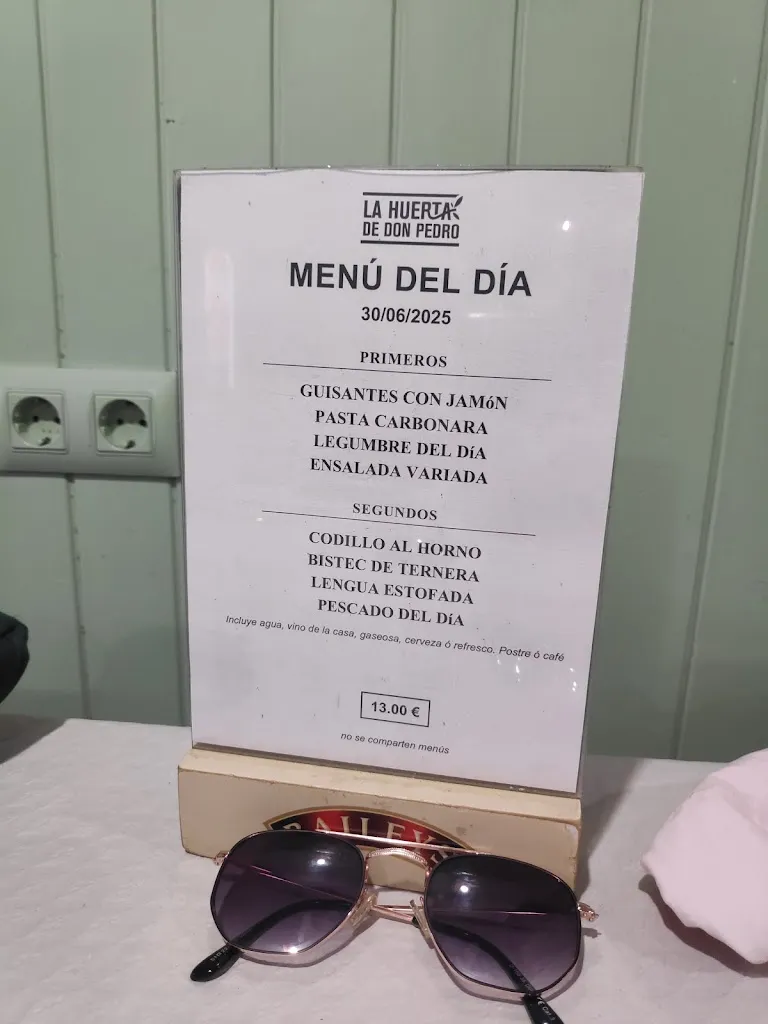 LA HUERTA
DE DON PEDRO
MENÚ DEL DÍA
30/06/2025
PRIMEROS
GUISANTES CON JAMóN
PASTA CARBONARA
LEGUMBRE DEL DíA
ENSALADA VARIADA
SEGUNDOS
CODILLO AL HORNO
BISTEC DE TERNERA
LENGUA ESTOFADA
PESCADO DEL DíA
Incluye agua, vino de la casa, gaseosa, cerveza ó refresco. Postre ó café
13.00 €
no se comparten menús
BAILEYS